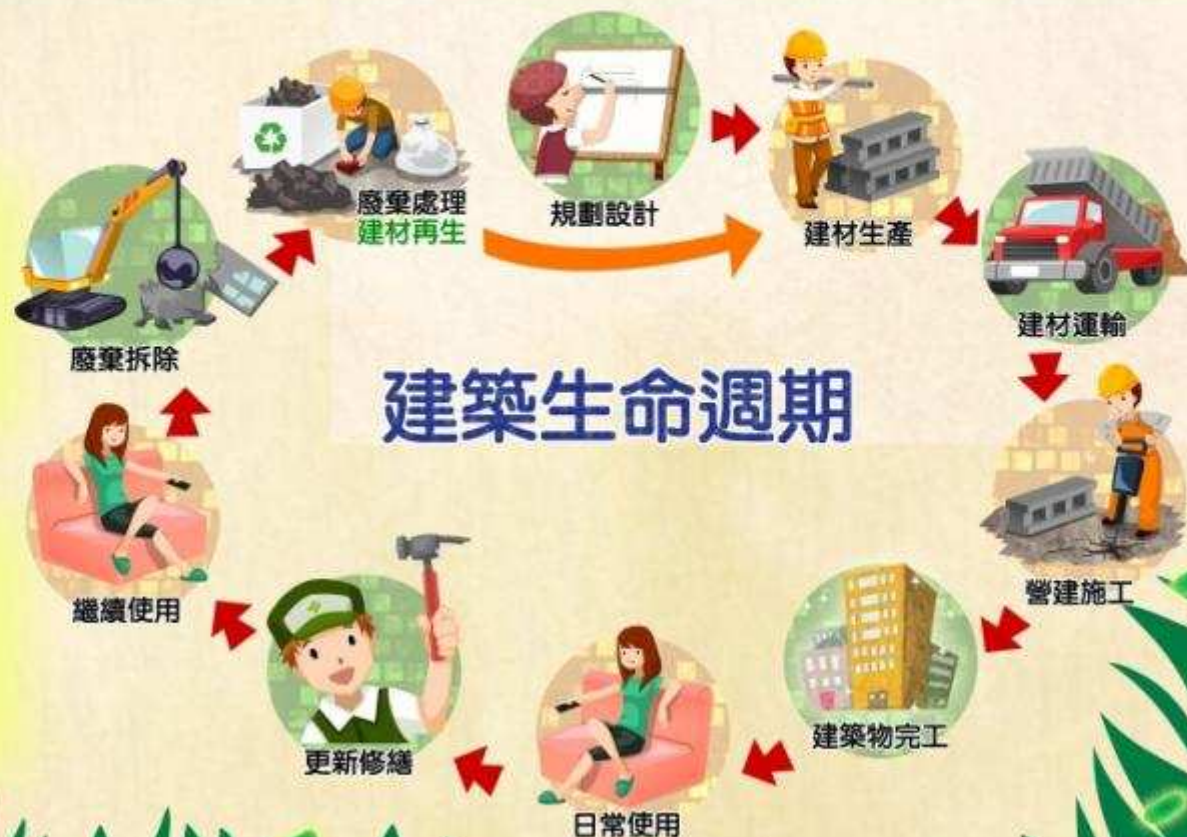 廢棄處理
建材再生
規劃設計
建材生產
建材運輸
廢棄拆除
建築生命週期
營建施工
繼續使用
建築物完工
更新修繕
日常使用